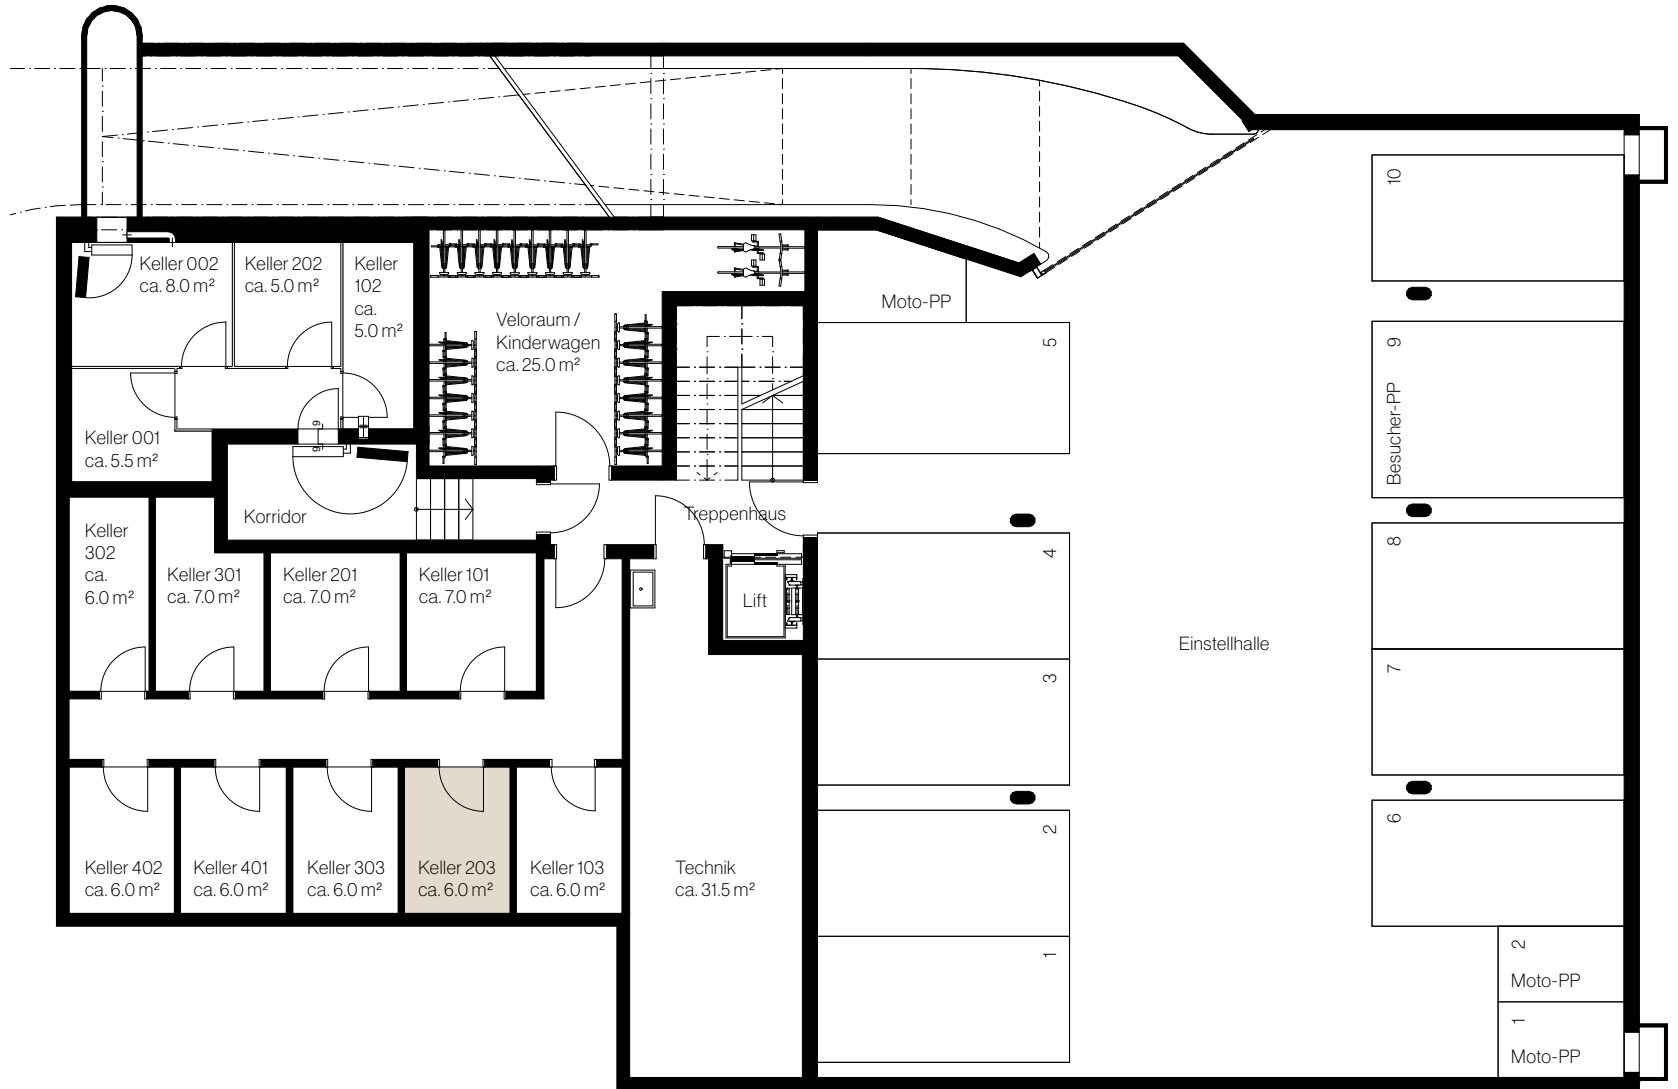 Keller 002
ca. 8.0 m²
Keller 202
ca. 5.0 m²
Keller
102
ca.
5.0 m²
Veloraum /
Kinderwagen
ca. 25.0 m²
Moto-PP
10
5
9
Besucher-PP
Keller 001
ca. 5.5 m²
9
9
Korridor
Treppenhaus
Keller
302
ca.
6.0 m²
Keller 301
ca. 7.0 m²
Keller 201
ca. 7.0 m²
Keller 101
ca. 7.0 m²
Lift
4
8
Einstellhalle
3
7
Keller 402
ca. 6.0 m²
Keller 401
ca. 6.0 m²
Keller 303
ca. 6.0 m²
Keller 203
ca. 6.0 m²
Keller 103
ca. 6.0 m²
Technik
ca. 31.5 m²
2
6
1
2
Moto-PP
1
Moto-PP